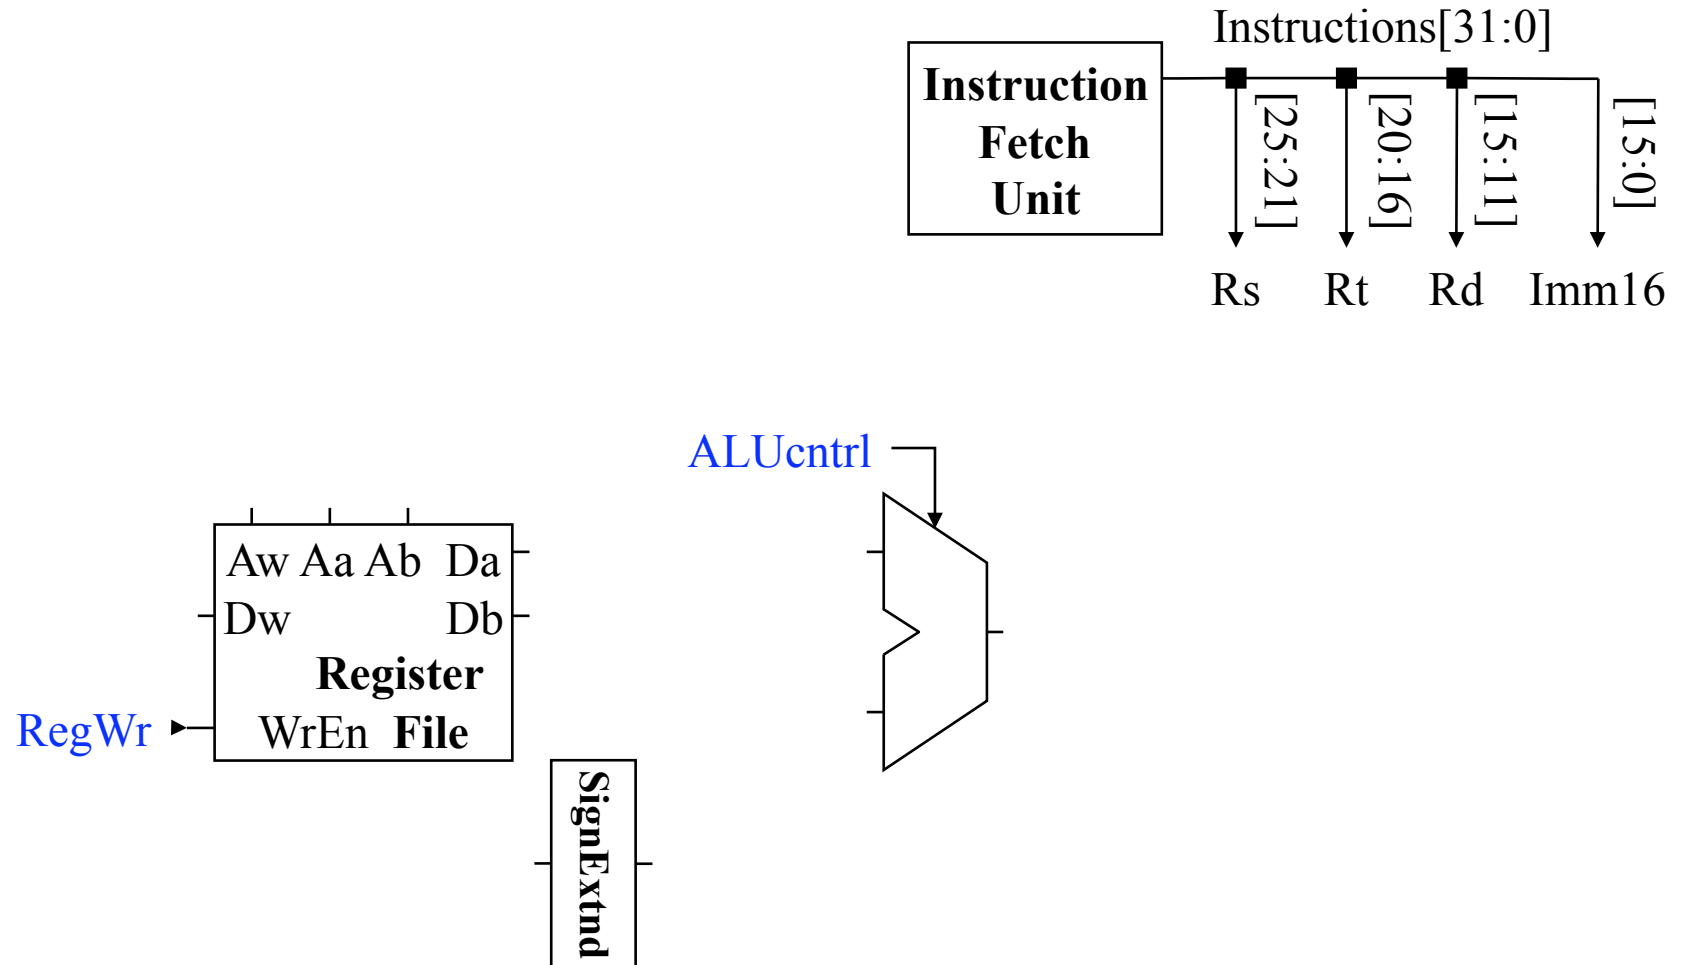 Instructions[31:0]
Instruction
Fetch
Unit
[25:21]
[20:16]
[15:11]
[15:0]
Rs Rt Rd Imm16
ALUcntrl
Aw Aa Ab Da
Dw Db
Register
RegWr WrEn File
SignExtnd